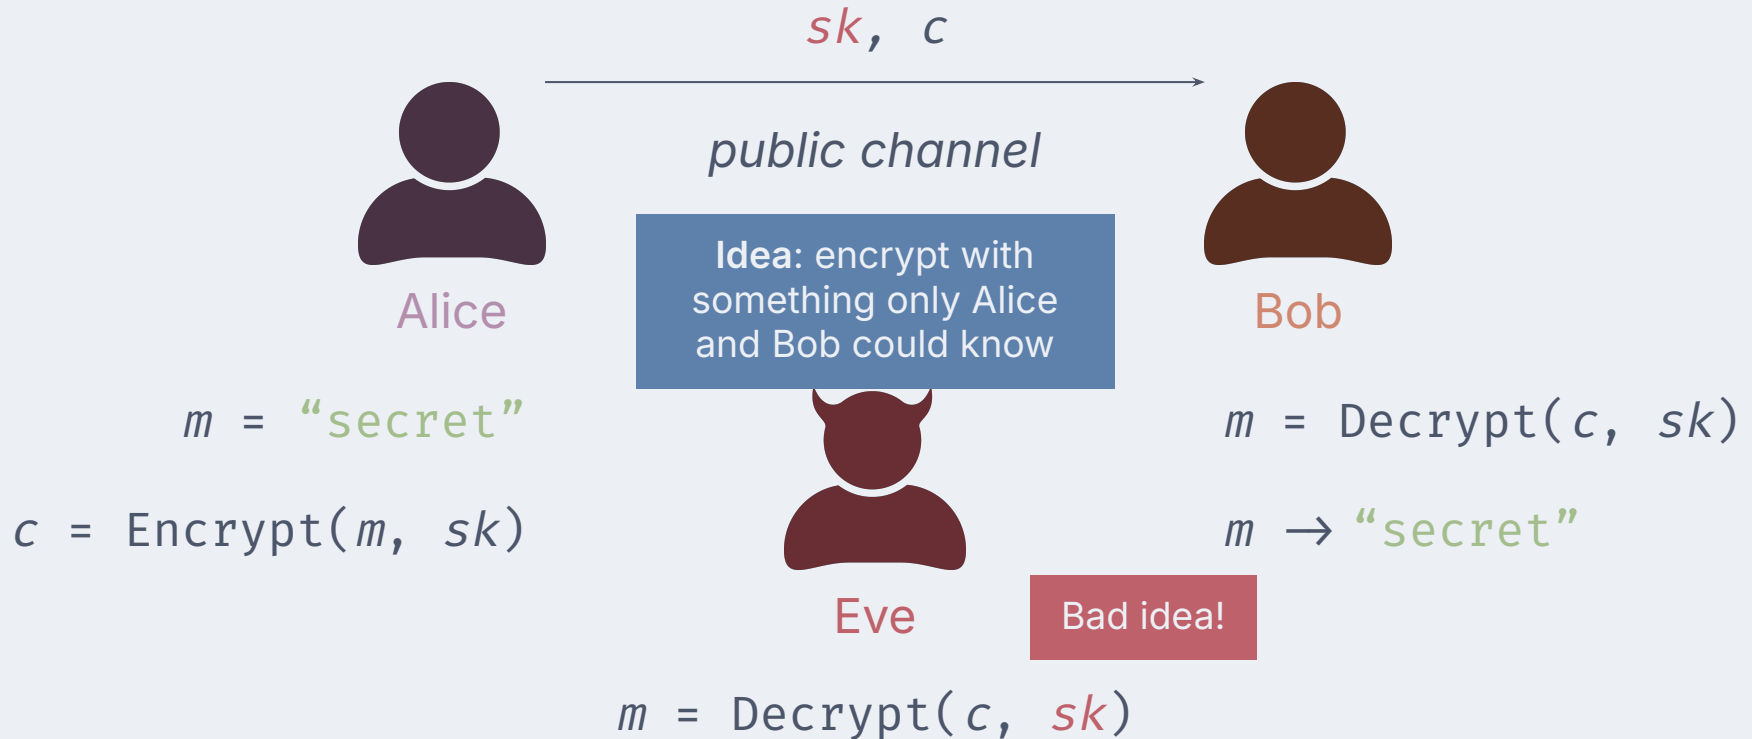 sk, c
public channel
Idea: encrypt with
something only Alice
and Bob could know
Alice
Bob
m = “secret”
c = Encrypt(m, sk)
m = Decrypt(c, sk)
m → “secret”
Eve
Bad idea!
m = Decrypt(c, sk)